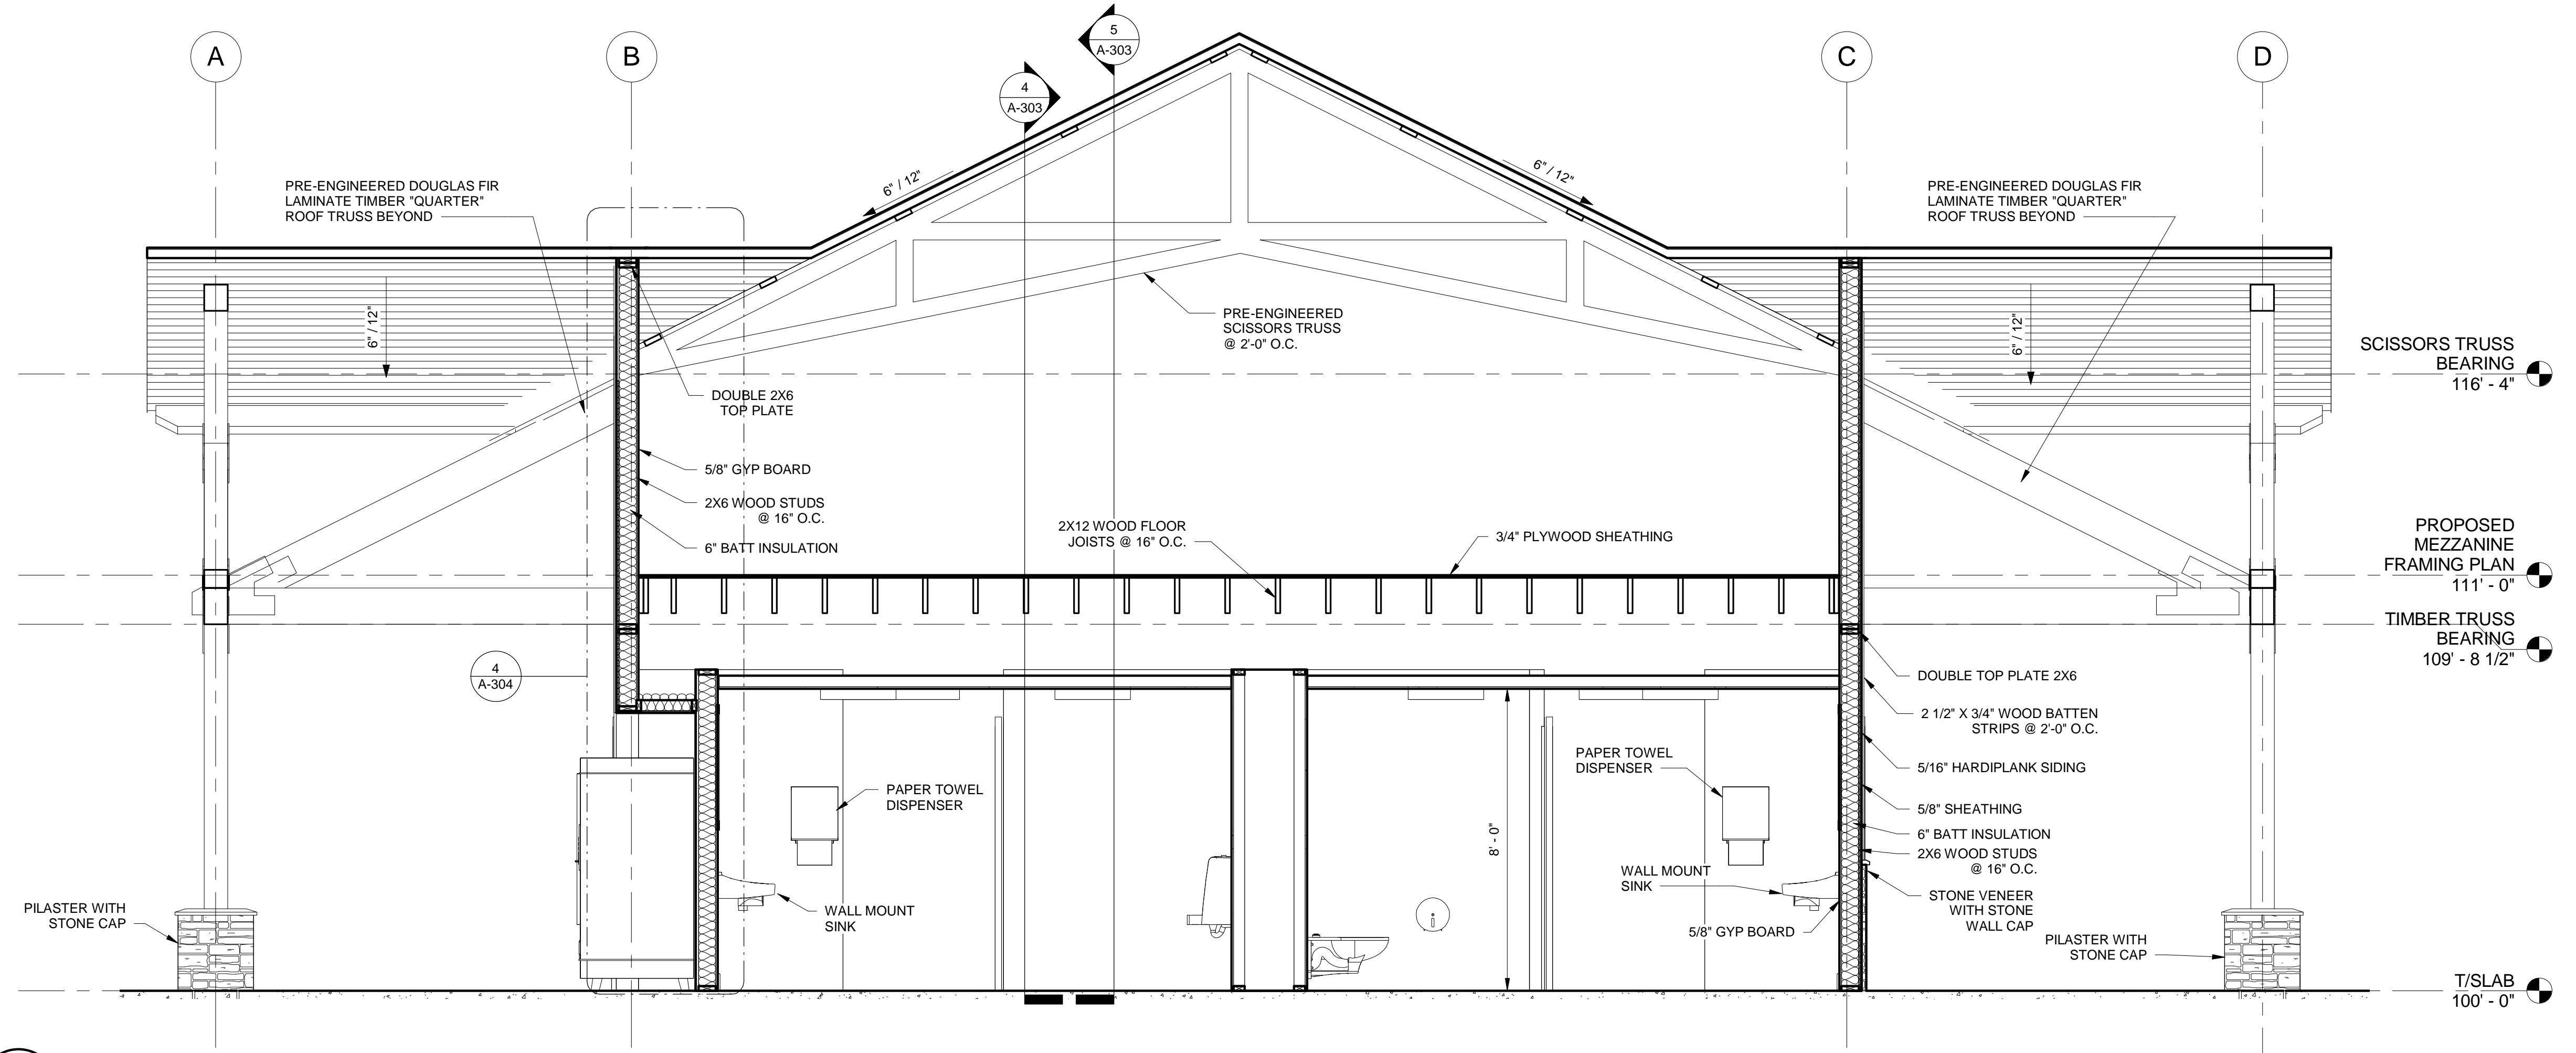 A
B
5
A-303
4
A-303
C
D
PRE-ENGINEERED DOUGLAS FIR
LAMINATE TIMBER "QUARTER"
ROOF TRUSS BEYOND
6" / 12"
6" / 12"
PRE-ENGINEERED DOUGLAS FIR
LAMINATE TIMBER "QUARTER"
ROOF TRUSS BEYOND
6" / 12"
PRE-ENGINEERED
SCISSORS TRUSS
@ 2'-0" O.C.
6" / 12"
SCISSORS TRUSS
BEARING
116' - 4"
DOUBLE 2X6
TOP PLATE
5/8" GYP BOARD
2X6 WOOD STUDS
@ 16" O.C.
6" BATT INSULATION
2X12 WOOD FLOOR
JOISTS @ 16" O.C.
3/4" PLYWOOD SHEATHING
PROPOSED
MEZZANINE
FRAMING PLAN
111' - 0"
TIMBER TRUSS
BEARING
109' - 8 1/2"
4
A-304
DOUBLE TOP PLATE 2X6
2 1/2" X 3/4" WOOD BATTEN
STRIPS @ 2'-0" O.C.
5/16" HARDIPLANK SIDING
5/8" SHEATHING
6" BATT INSULATION
2X6 WOOD STUDS
@ 16" O.C.
STONE VENEER
WITH STONE
WALL CAP
PAPER TOWEL
DISPENSER
PAPER TOWEL
DISPENSER
8' - 0"
WALL MOUNT
SINK
WALL MOUNT
SINK
5/8" GYP BOARD
PILASTER WITH
STONE CAP
PILASTER WITH
STONE CAP
T/SLAB
100' - 0"